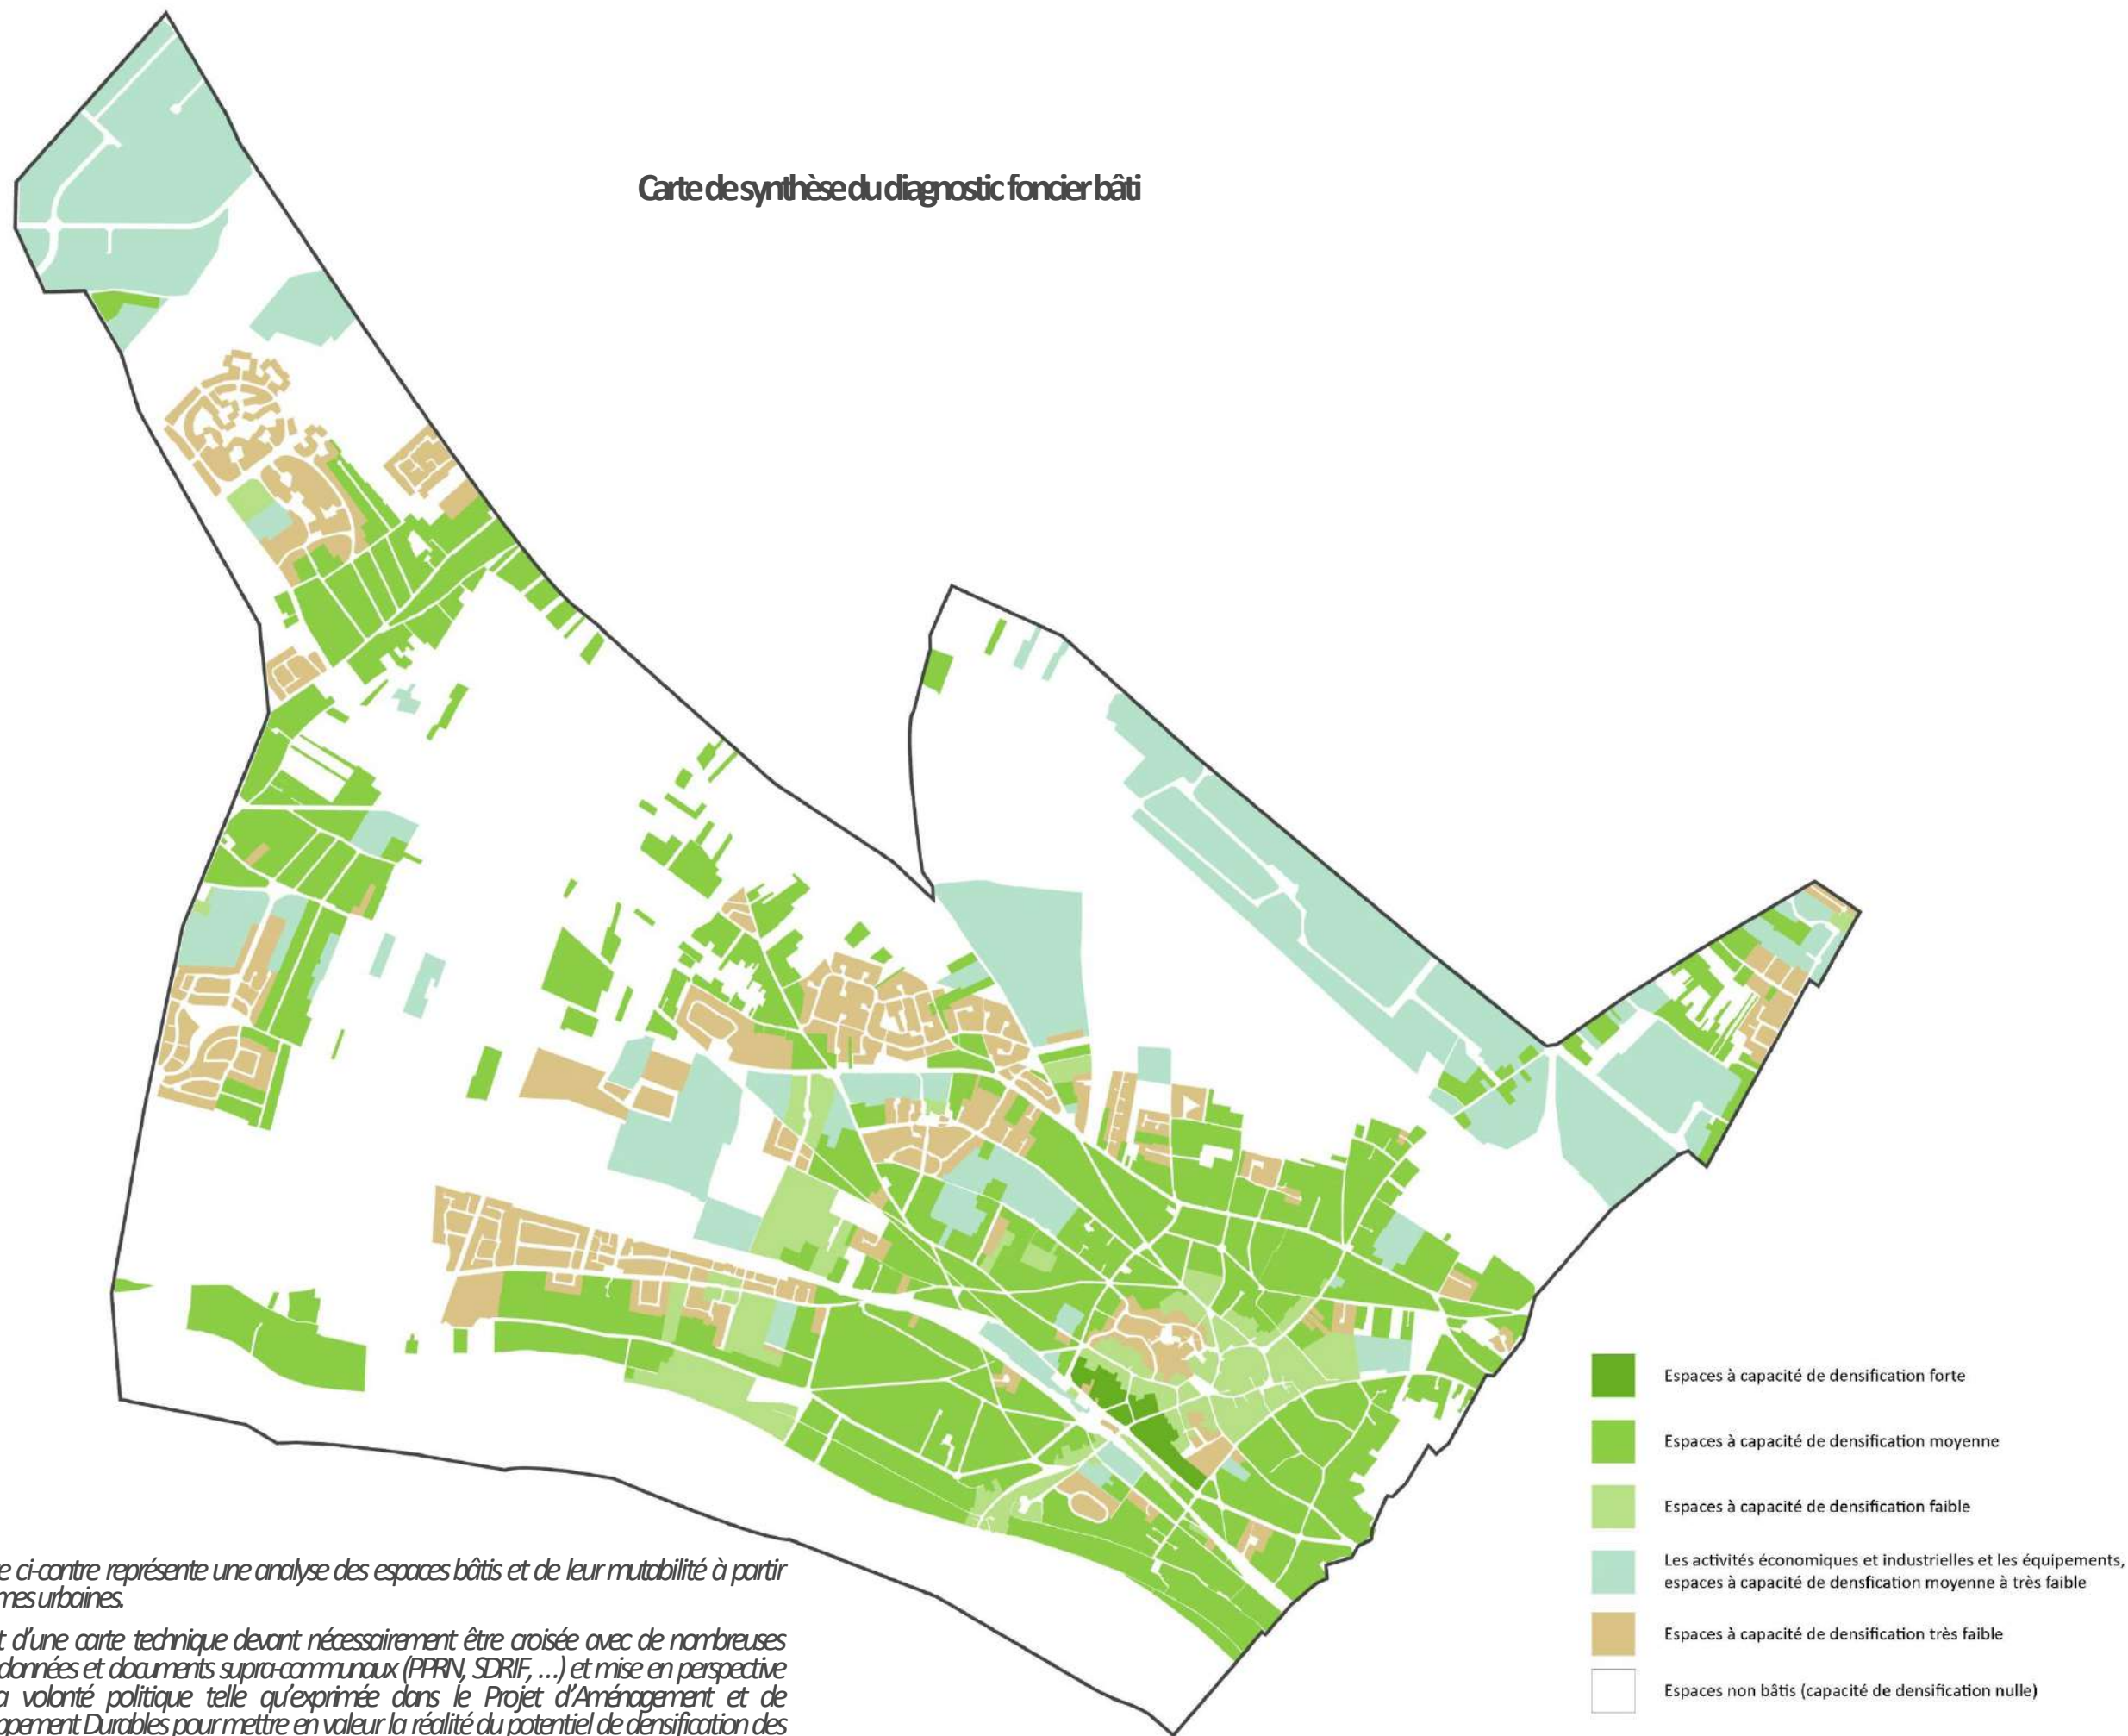 Carte de synthèse du diagnostic foncier bâti
Espaces à capacité de densification forte
Espaces à capacité de densification moyenne
Espaces à capacité de densification faible
Les activités économiques et industrielles et les équipements,
espaces à capacité de densfication moyenne à très faible
Espaces à capacité de densification très faible
Espaces non bâtis (capacité de densification nulle)
e ci-contre représente une analyse des espaces bâtis et de leur mutabilité à partir
mes urbaines.
t d'une carte technique devant nécessairement être croisée avec de nombreuses
données et documents supra-communaux (PPRN, SDRIF, ...) et mise en perspective
a volonté politique telle qu'exprimée dans le Projet d'Aménagement et de
ppement Durables pour mettre en valeur la réalité du potentiel de densification des